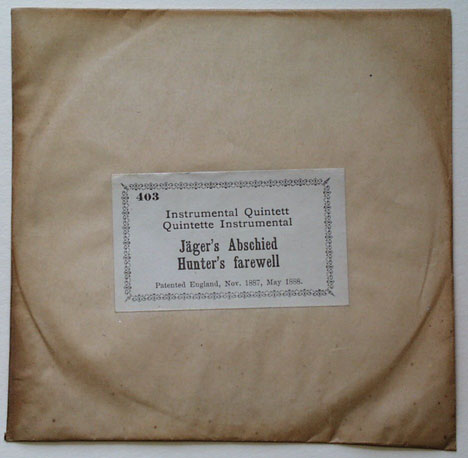 403
Instrumental Quintett
Quintette Instrumental
Jäger's Abschied
Hunter's farewell
Patented England, Nov. 1887, May 1888.